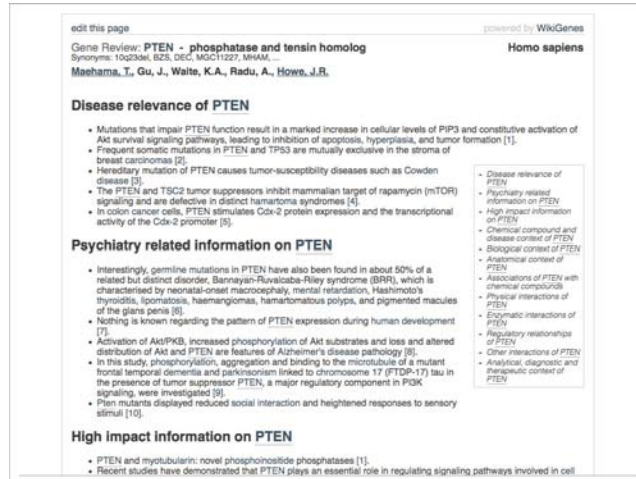 edit this page
powered by WikiGenes
Gene Review: PTEN - phosphatase and tensin homolog
Homo sapiens
Synonyms: 10q23del, BZS, DEC, MGC11227, MHAM, ...
Maehama, T., Gu, J., Waite, K.A., Radu, A., Howe, J.R.
Disease relevance of PTEN
• Mutations that impair PTEN function result in a marked increase in cellular levels of PIP3 and constitutive activation of
Akt survival signaling pathways, leading to inhibition of apoptosis, hyperplasia, and tumor formation [1].
• Frequent somatic mutations in PTEN and TP53 are mutually exclusive in the stroma of
breast carcinomas [2].
• Hereditary mutation of PTEN causes tumor-susceptibility diseases such as Cowden
disease [3].
• The PTEN and TSC2 tumor suppressors inhibit mammalian target of rapamycin (mTOR)
signaling and are defective in distinct hamartoma syndromes [4].
• In colon cancer cells, PTEN stimulates Cdx-2 protein expression and the transcriptional
activity of the Cdx-2 promoter [5].
Psychiatry related information on PTEN
• Interestingly, germline mutations in PTEN have also been found in about 50% of a
related but distinct disorder, Bannayan-Ruvalcaba-Riley syndrome (BRR), which is
characterised by neonatal-onset macrocephaly, mental retardation, Hashimoto's
thyroiditis, lipomatosis, haemangiomas, hamartomatous polyps, and pigmented macules
of the glans penis [6].
• Nothing is known regarding the pattern of PTEN expression during human development
[7].
• Activation of Akt/PKB, increased phosphorylation of Akt substrates and loss and altered
distribution of Akt and PTEN are features of Alzheimer's disease pathology [8].
• In this study, phosphorylation, aggregation and binding to the microtubule of a mutant
frontal temporal dementia and parkinsonism linked to chromosome 17 (FTDP-17) tau in
the presence of tumor suppressor PTEN, a major regulatory component in PI3K
signaling, were investigated [9].
• Pten mutants displayed reduced social interaction and heightened responses to sensory
stimuli [10].
• Disease relevance of
PTEN
• Psychiatry related
information on PTEN
• High impact information
on PTEN
• Chemical compound and
disease context of PTEN
• Biological context of PTEN
• Anatomical context of
PTEN
• Associations of PTEN with
chemical compounds
• Physical interactions of
PTEN
• Enzymatic interactions of
PTEN
• Regulatory relationships
of PTEN
• Other interactions of PTEN
• Analytical, diagnostic and
therapeutic context of
PTEN
High impact information on PTEN
• PTEN and myotubularin: novel phosphoinositide phosphatases [1].
• Recent studies have demonstrated that PTEN plays an essential role in regulating signaling pathways involved in cell